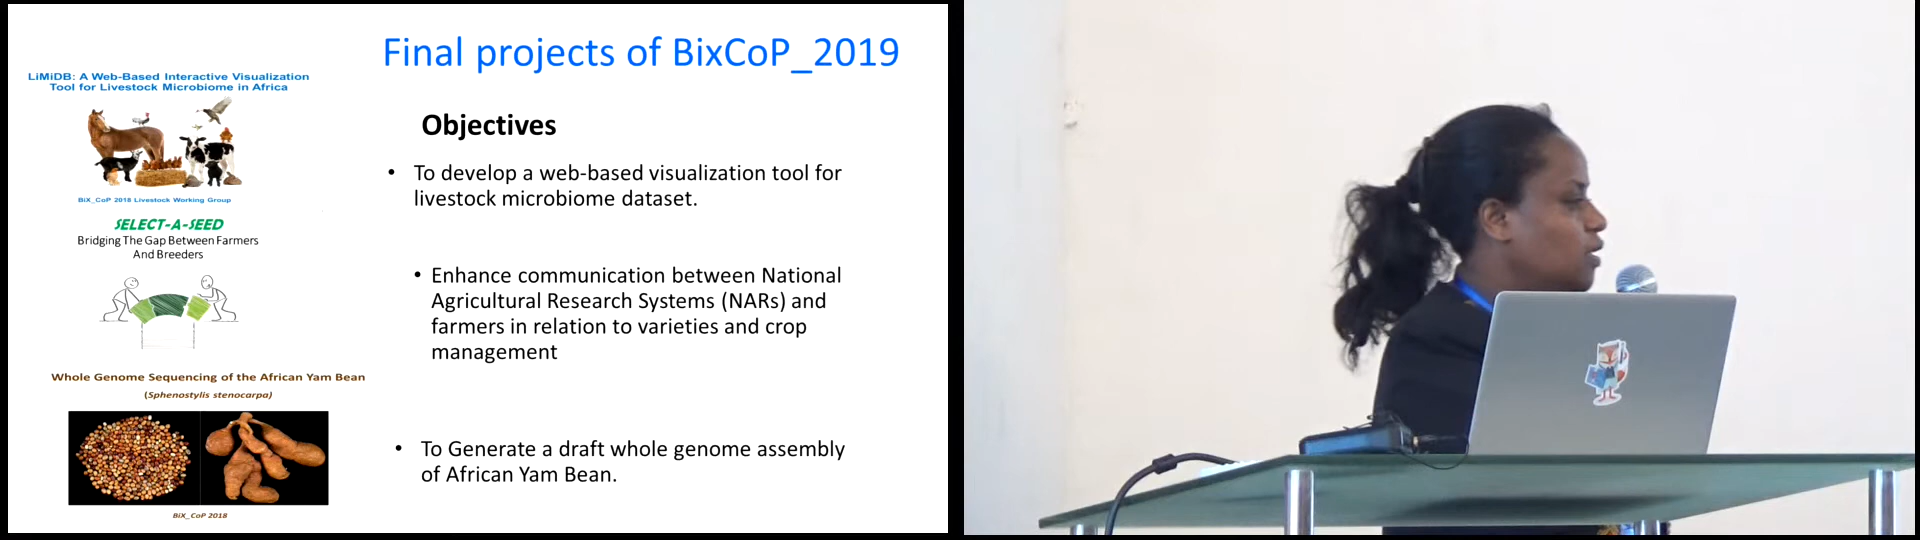 Final projects of BixCoP_2019
LiMiDB: A Web-Based Interactive Visualization
Tool for Livestock Microbiome in Africa
BiX_CoP 2018 Livestock Working Group
SELECT-A-SEED
Bridging The Gap Between Farmers
And Breeders
Whole Genome Sequencing of the African Yam Bean
(Sphenostylis stenocarpa)
BiX_CoP 2018
Objectives
• To develop a web-based visualization tool for
livestock microbiome dataset.
• Enhance communication between National
Agricultural Research Systems (NARs) and
farmers in relation to varieties and crop
management
• To Generate a draft whole genome assembly
of African Yam Bean.